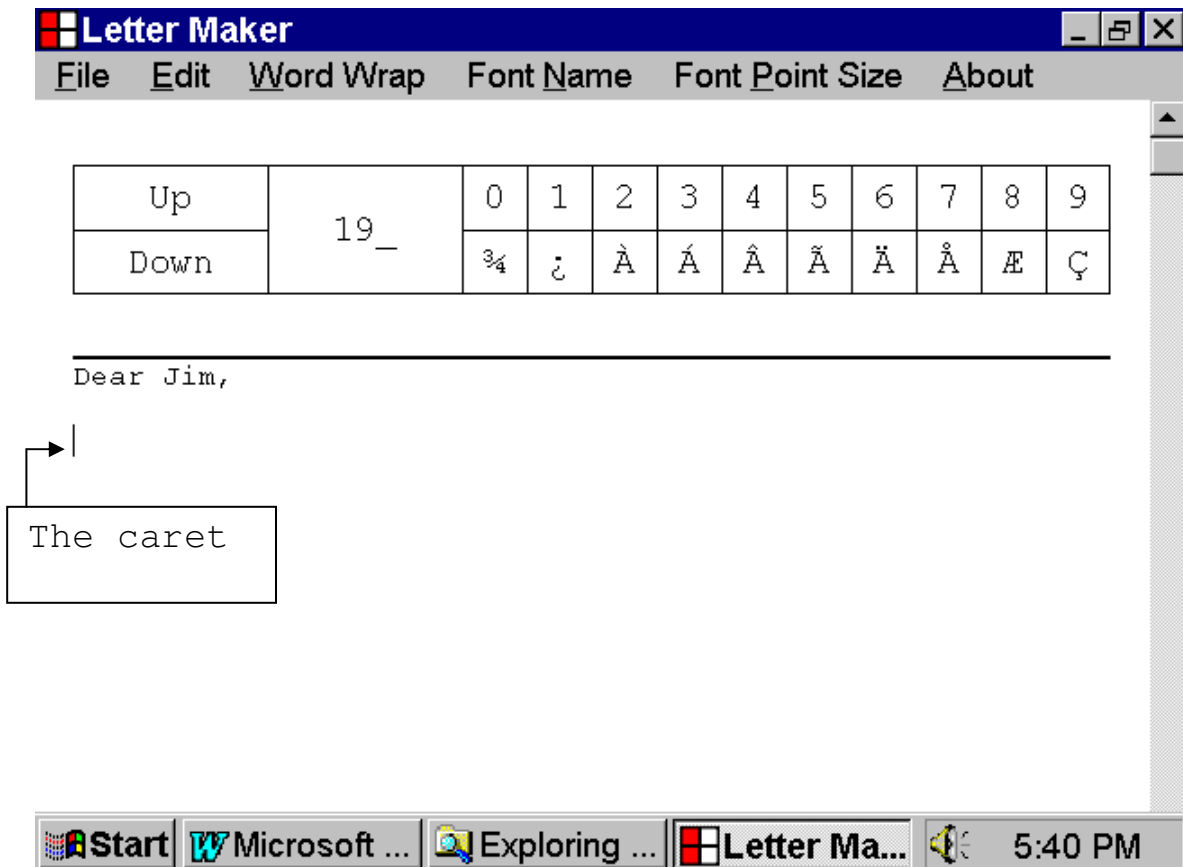 Letter Maker
File Edit Word Wrap Font Name Font Point Size About
Up 19_ 0 1 2 3 4 5 6 7 8 9
Down ¾ ¿ À Á Â Ã Ä Å Æ Ç
Dear Jim,
The caret
Start Microsoft ... Exploring ... Letter Ma... 5:40 PM